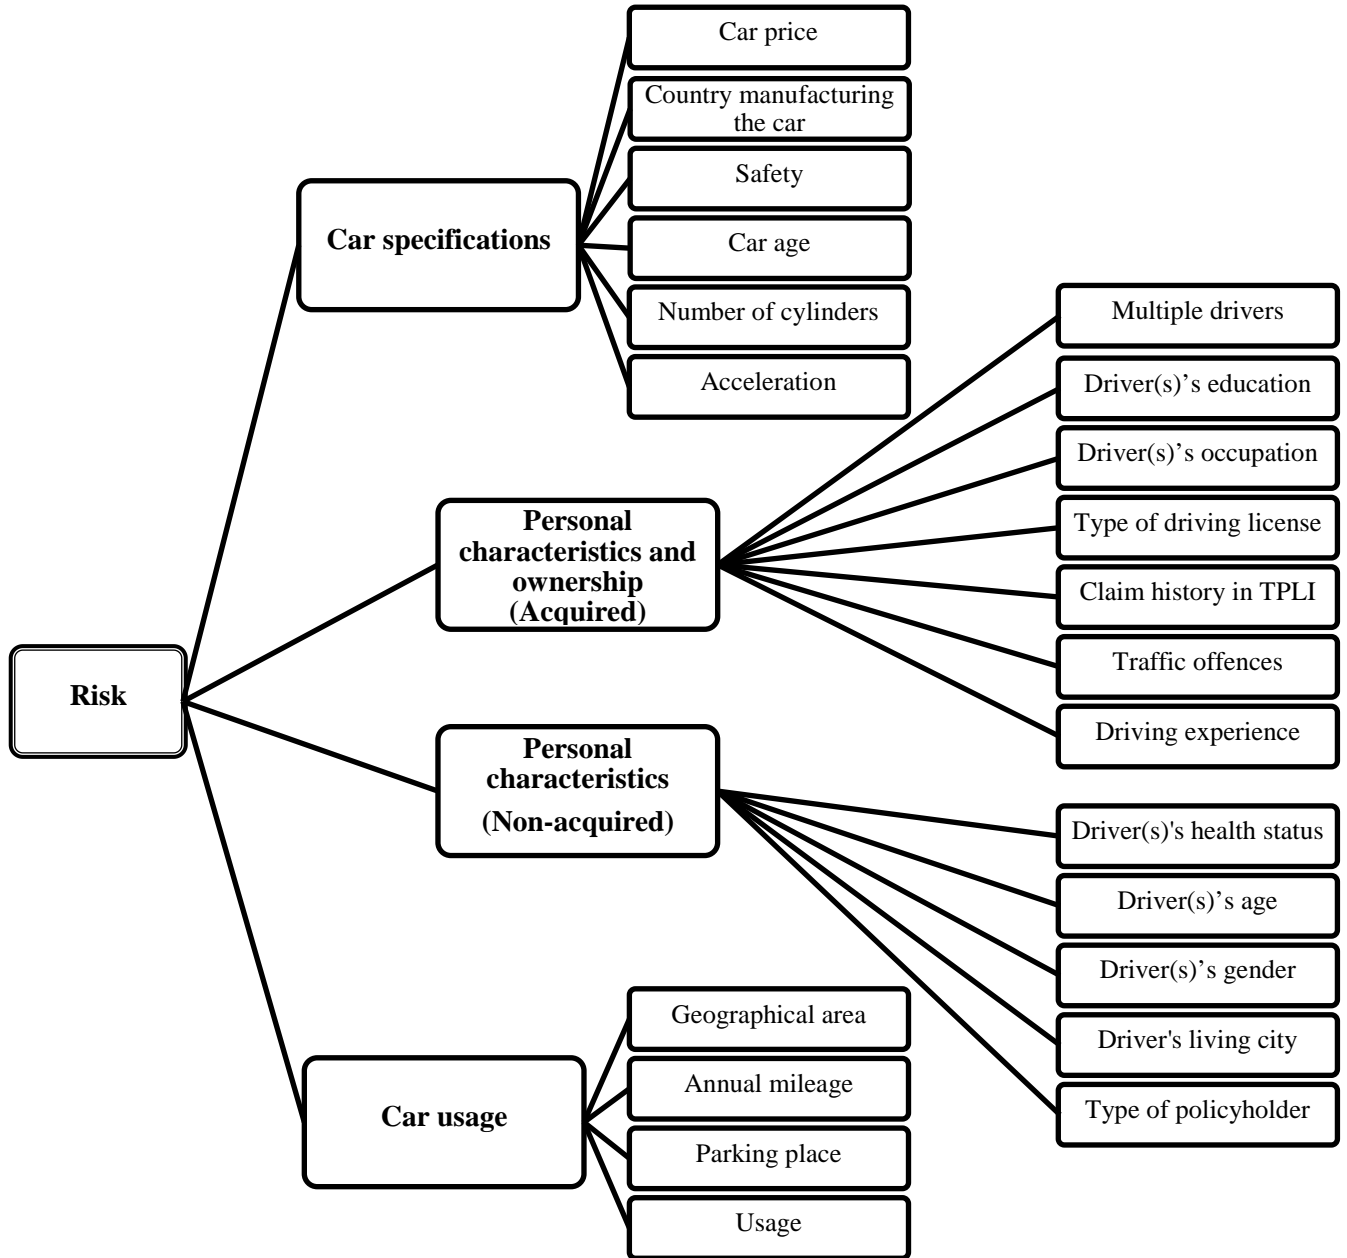 Car price
Country manufacturing
the car
Safety
Car specifications
Car age
Number of cylinders
Acceleration
Multiple drivers
Driver(s)’s education
Driver(s)’s occupation
Personal
characteristics and
ownership
(Acquired)
Type of driving license
Claim history in TPLI
Traffic offences
Driving experience
Risk
Personal
characteristics
(Non-acquired)
Driver(s)'s health status
Driver(s)’s age
Driver(s)’s gender
Driver's living city
Type of policyholder
Car usage
Geographical area
Annual mileage
Parking place
Usage